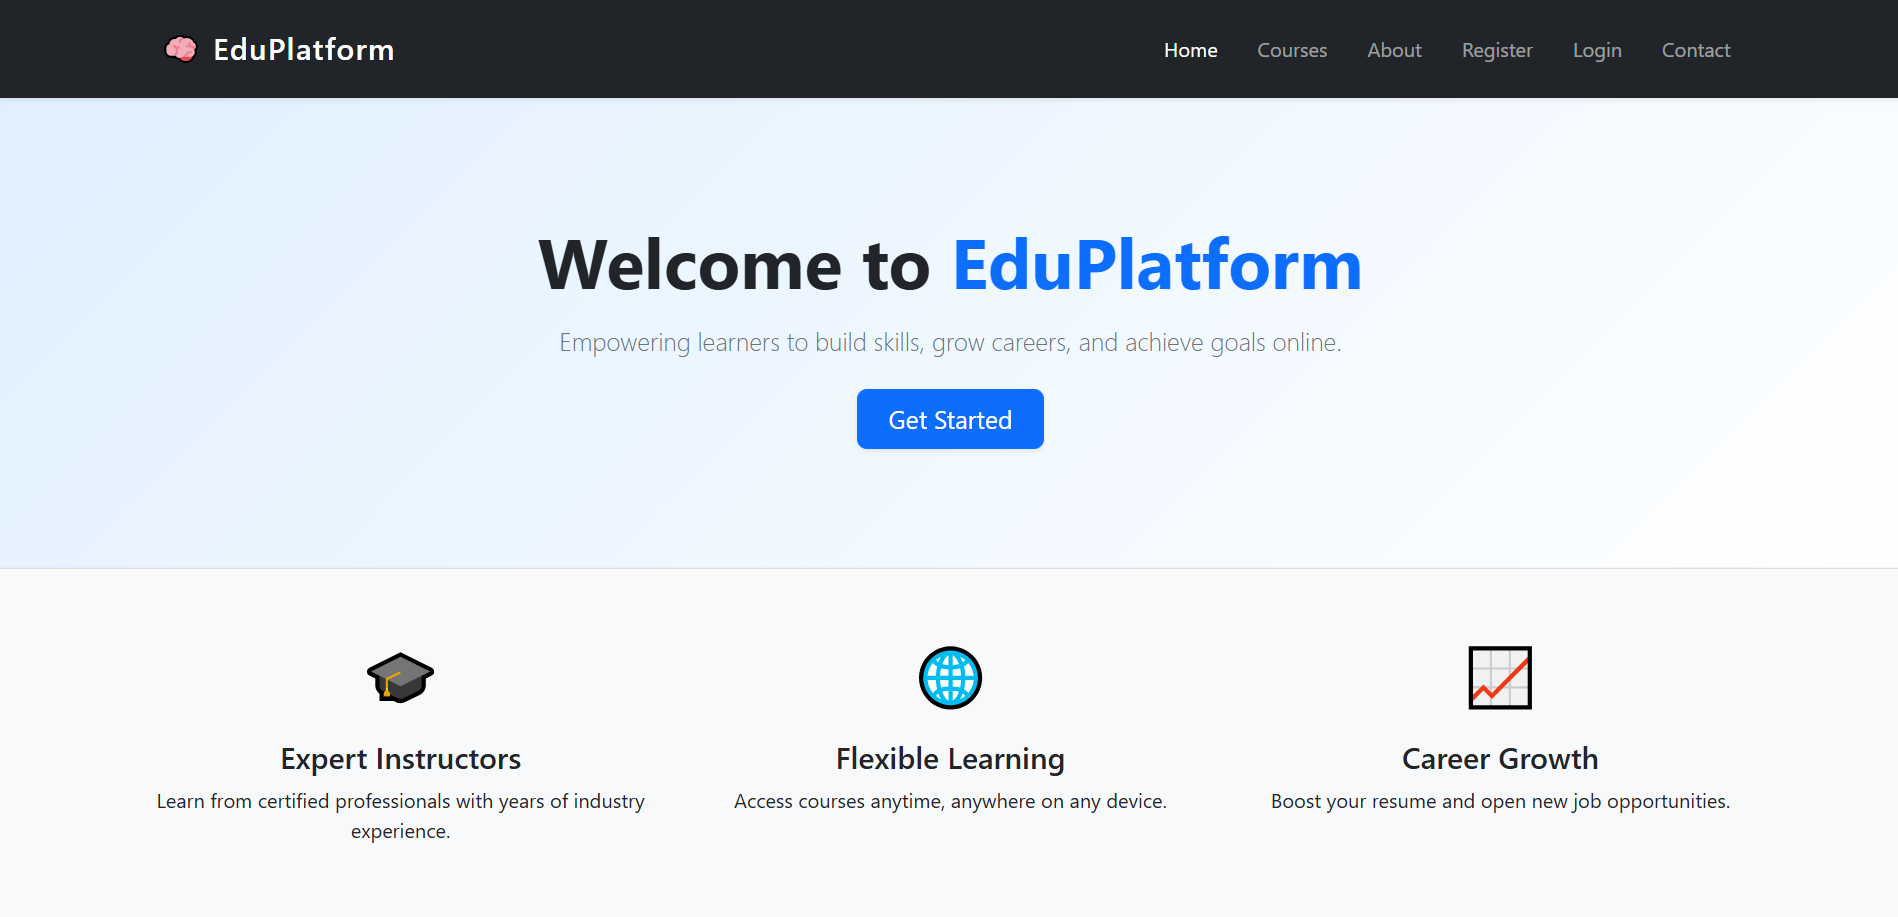 EduPlatform
Home Courses About Register Login Contact
Welcome to EduPlatform
Empowering learners to build skills, grow careers, and achieve goals online.
Get Started
Expert Instructors
Learn from certified professionals with years of industry
experience.
Flexible Learning
Access courses anytime, anywhere on any device.
Career Growth
Boost your resume and open new job opportunities.